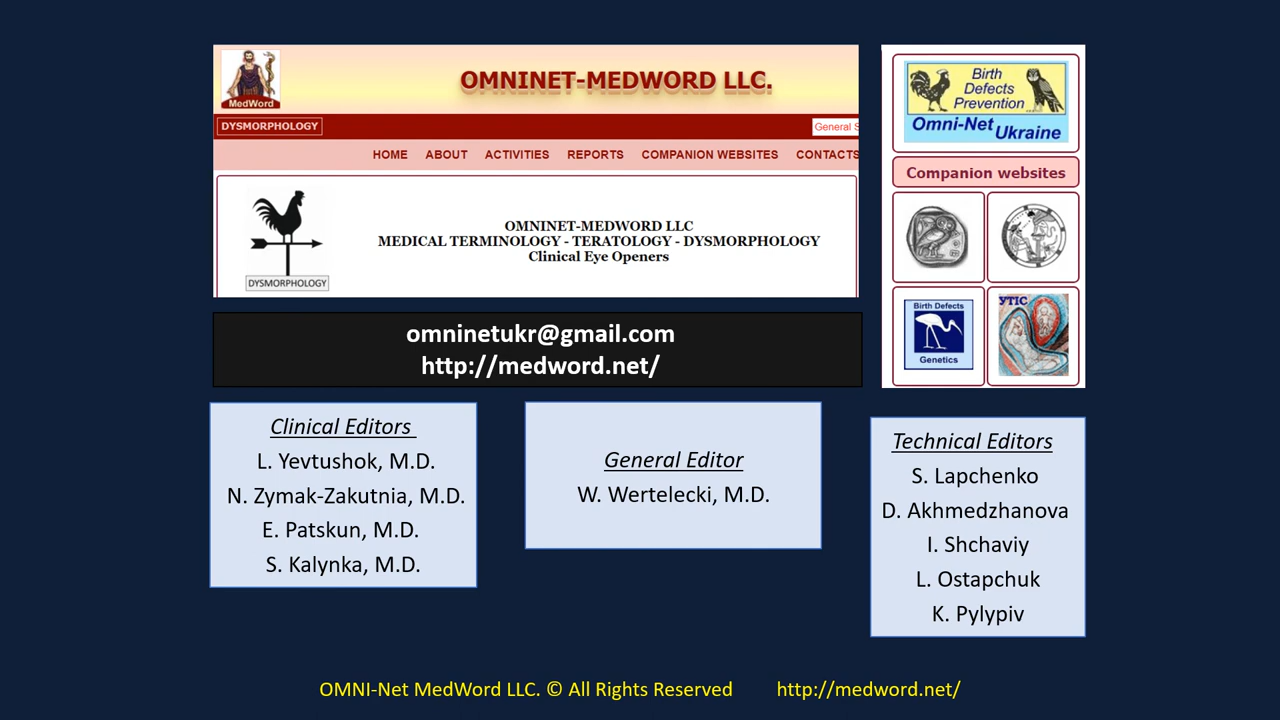 MedWord
OMNINET-MEDWORD LLC.
DYSMORPHOLOGY
General S
HOME ABOUT ACTIVITIES REPORTS COMPANION WEBSITES CONTACTS
DYSMORPHOLOGY
OMNINET-MEDWORD LLC
MEDICAL TERMINOLOGY - TERATOLOGY - DYSMORPHOLOGY
Clinical Eye Openers
Birth
Defects
Prevention
Omni-Net Ukraine
Companion websites
Birth Defects
Genetics
УТІС
omninetukr@gmail.com
http://medword.net/
Clinical Editors
L. Yevtushok, M.D.
N. Zymak-Zakutnia, M.D.
E. Patskun, M.D.
S. Kalynka, M.D.
General Editor
W. Wertelecki, M.D.
Technical Editors
S. Lapchenko
D. Akhmedzhanova
I. Shchaviy
L. Ostapchuk
K. Pylypiv
OMNI-Net MedWord LLC. © All Rights Reserved http://medword.net/